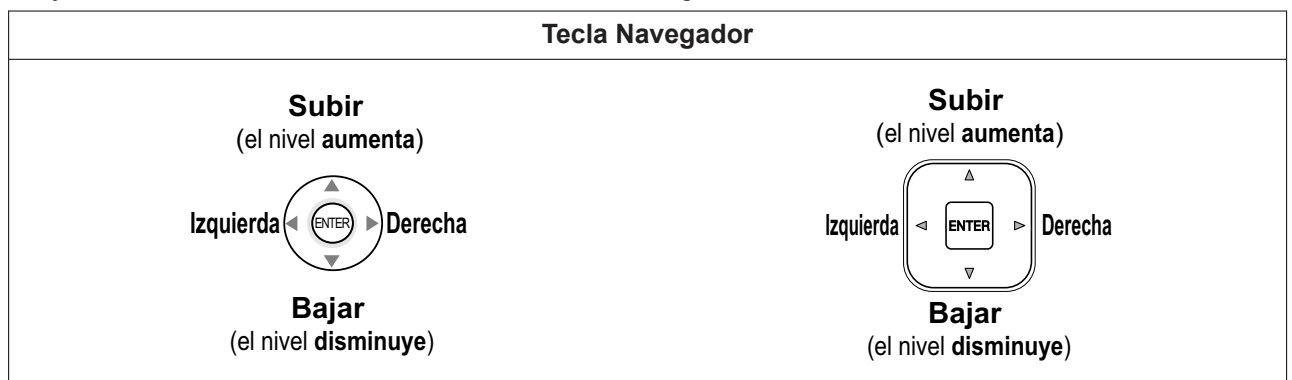 Tecla Navegador
Subir
(el nivel aumenta)
Izquierda ENTER Derecha
Bajar
(el nivel disminuye)
Subir
(el nivel aumenta)
Izquierda ENTER Derecha
Bajar
(el nivel disminuye)